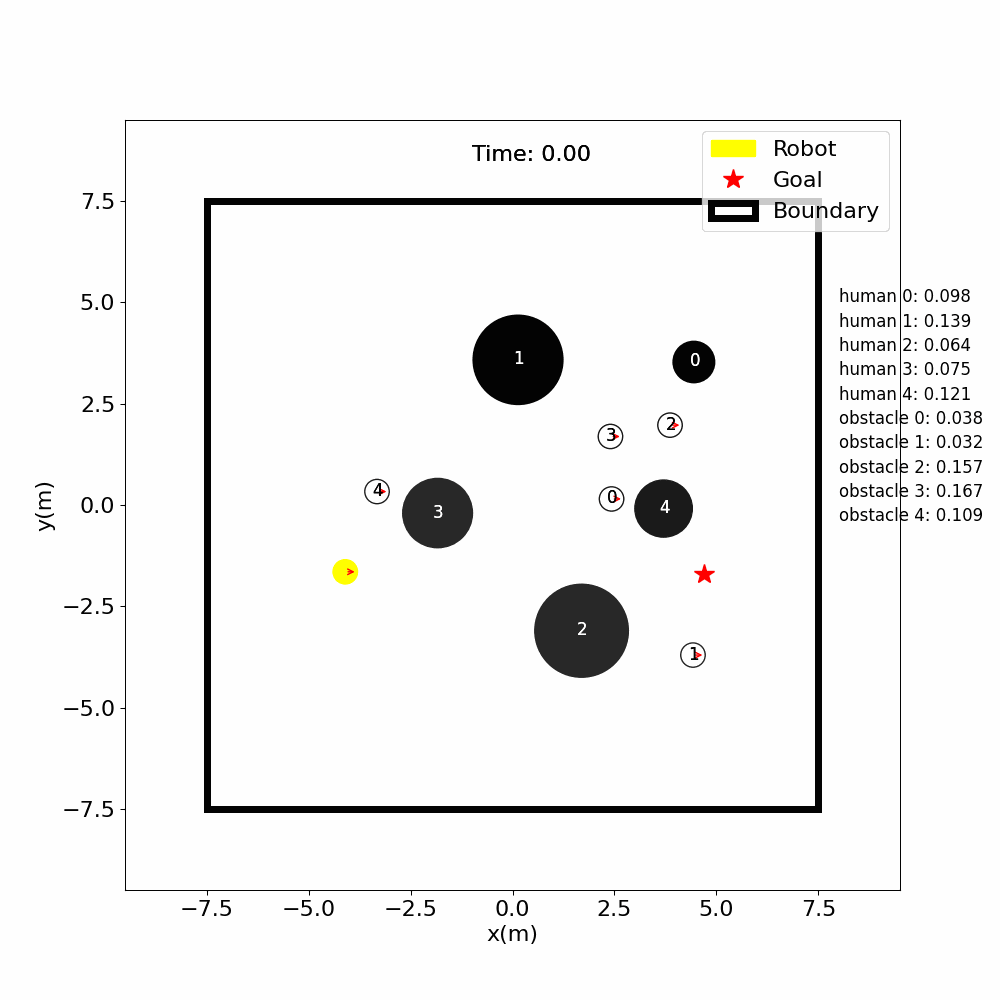 Time: 0.00
Robot
Goal
Boundary
7.5
5.0
2.5
0.0
−2.5
−5.0
−7.5
y(m)
human 0: 0.098
human 1: 0.139
human 2: 0.064
human 3: 0.075
human 4: 0.121
obstacle 0: 0.038
obstacle 1: 0.032
obstacle 2: 0.157
obstacle 3: 0.167
obstacle 4: 0.109
1
0
2
3
4
0
4
3
2
1
−7.5 −5.0 −2.5 0.0 2.5 5.0 7.5
x(m)